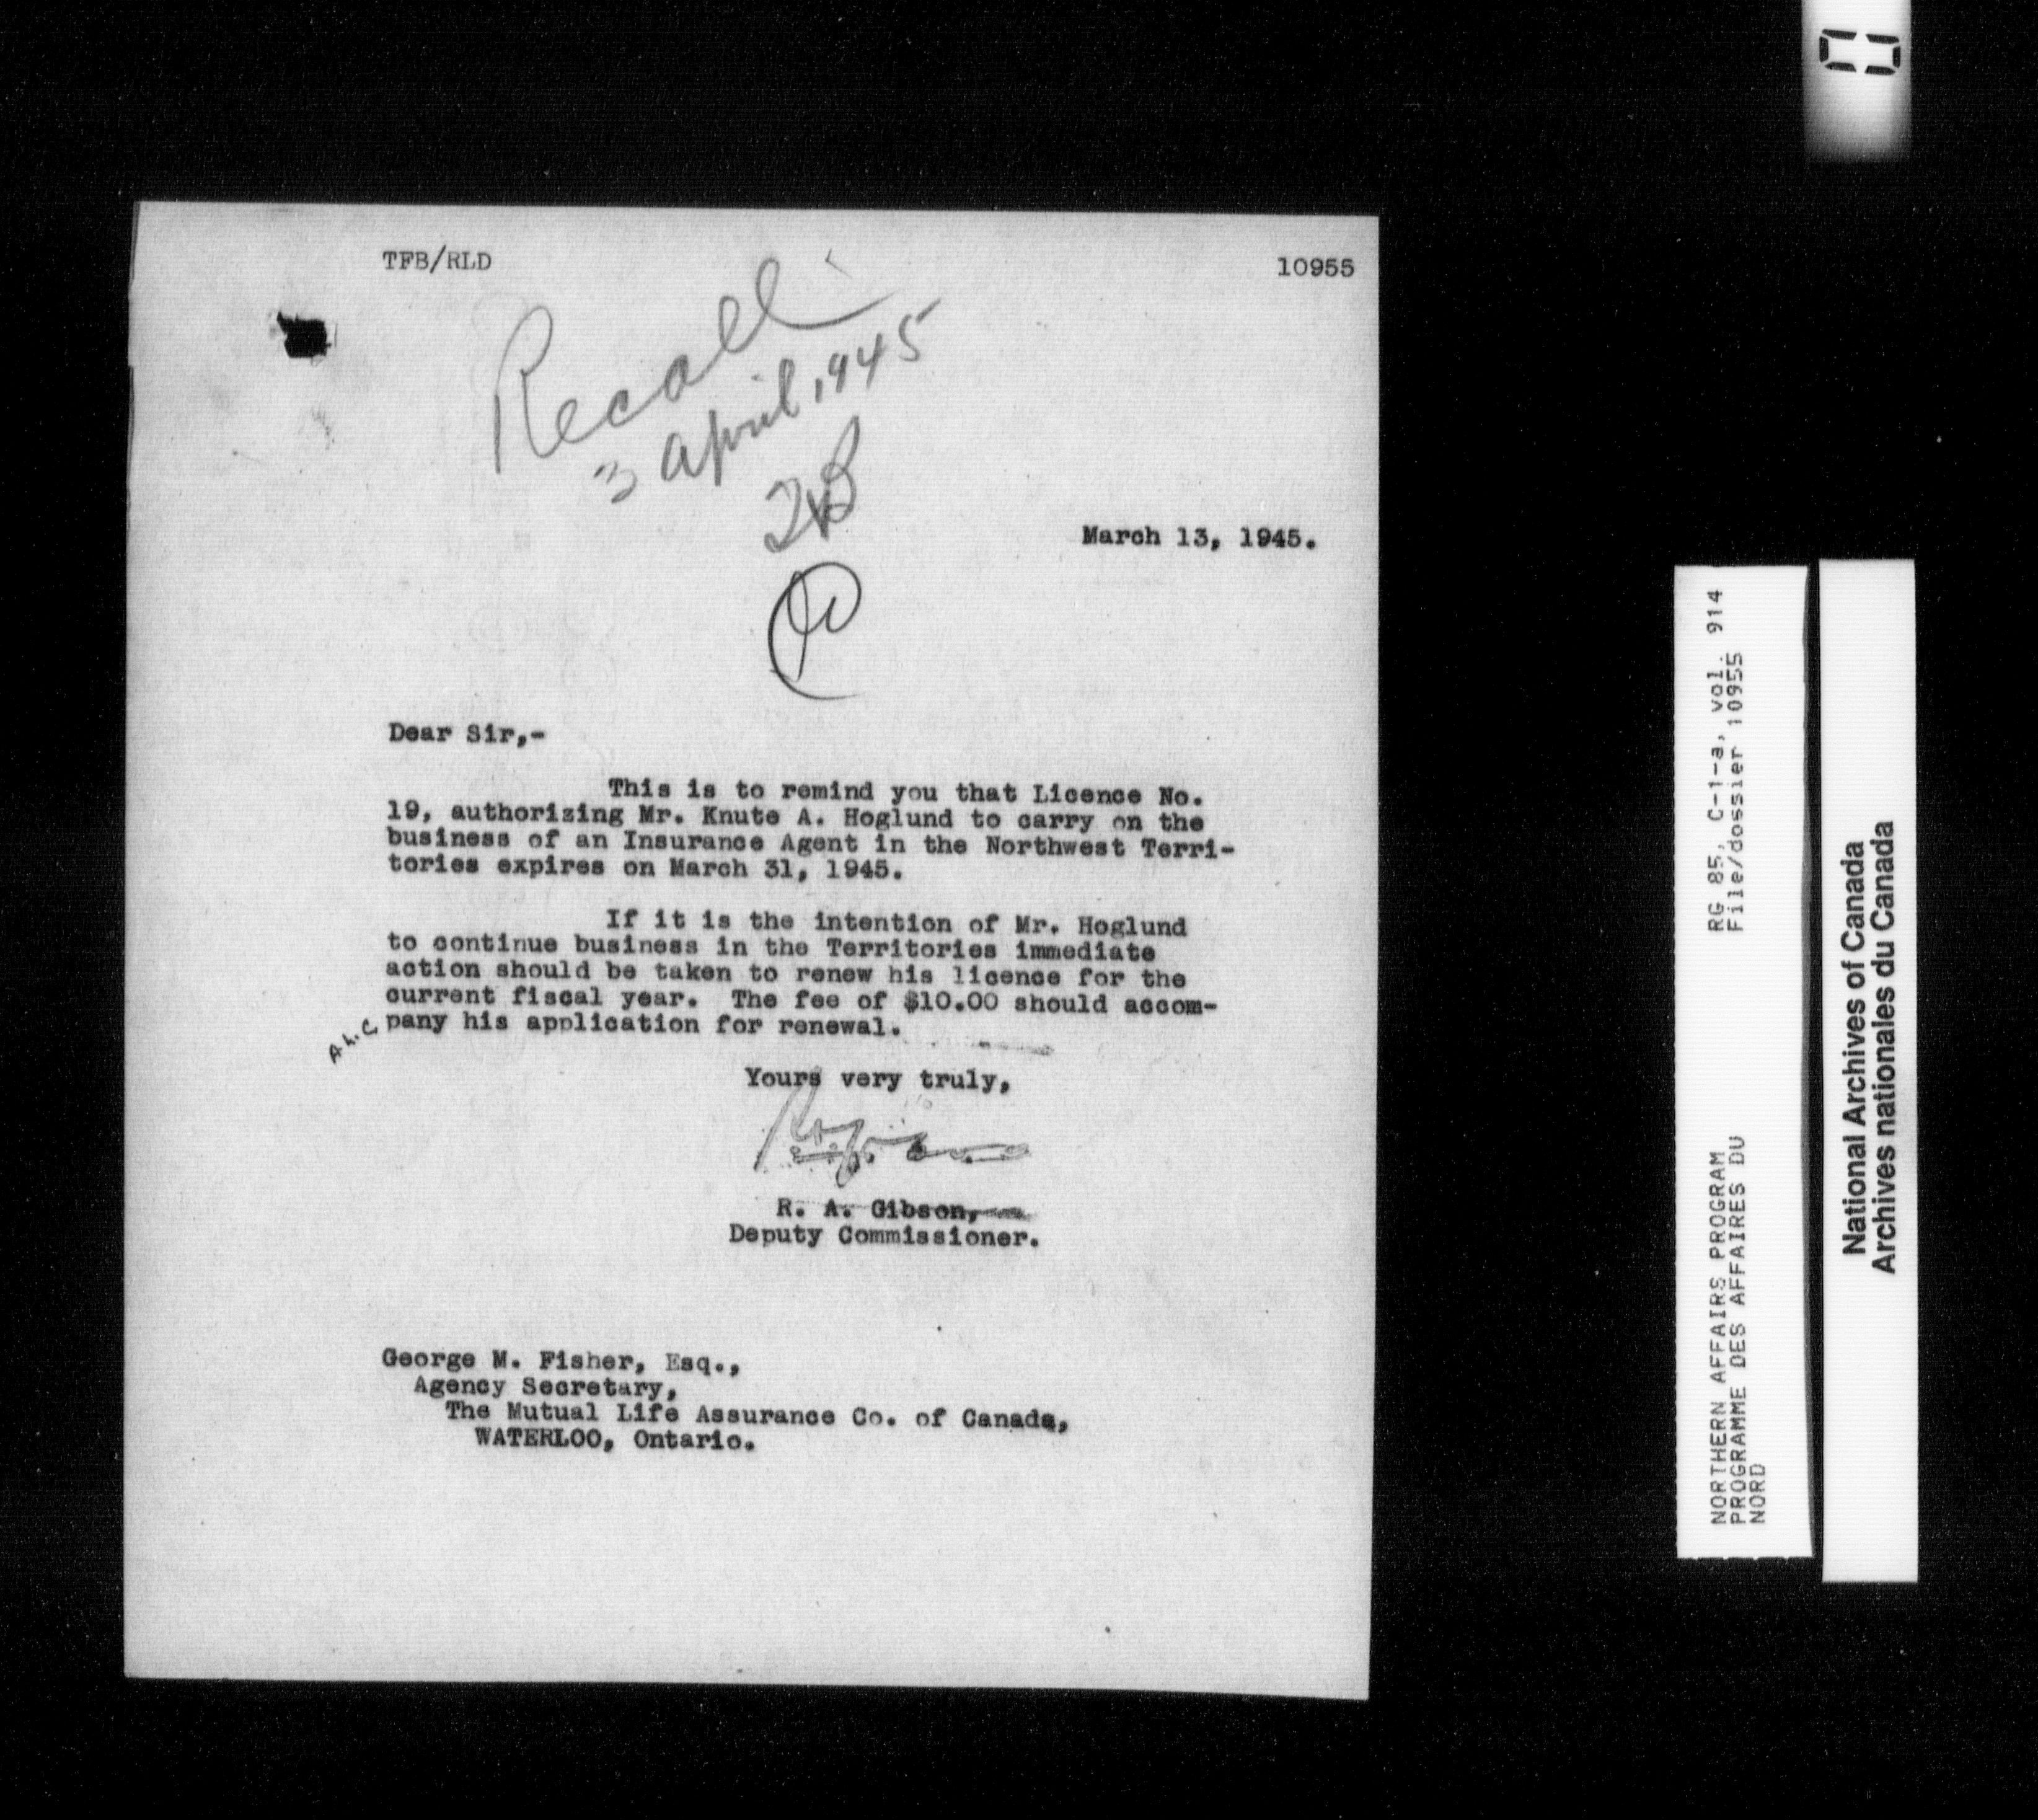 TFB/RLD
10955
Recall
3 April, 1945
March 13, 1945.
Dear Sir,-
This is to remind you that Licence No.
19, authorizing Mr. Knute A. Hoglund to carry on the
business of an Insurance Agent in the Northwest Terri-
tories expires on March 31, 1945.
If it is the intention of Mr. Hoglund
to continue business in the Territories immediate
action should be taken to renew his licence for the
current fiscal year. The fee of $10.00 should accom-
pany his application for renewal.
Yours very truly,
R. A. Gibson,
Deputy Commissioner.
George M. Fisher, Esq.,
Agency Secretary,
The Mutual Life Assurance Co. of Canada,
WATERLOO, Ontario.
RG 85, C-1-a, vol. 914
File/dossier 10955
NORTHERN AFFAIRS PROGRAM
PROGRAMME DES AFFAIRES DU
NORD
National Archives of Canada
Archives nationales du Canada